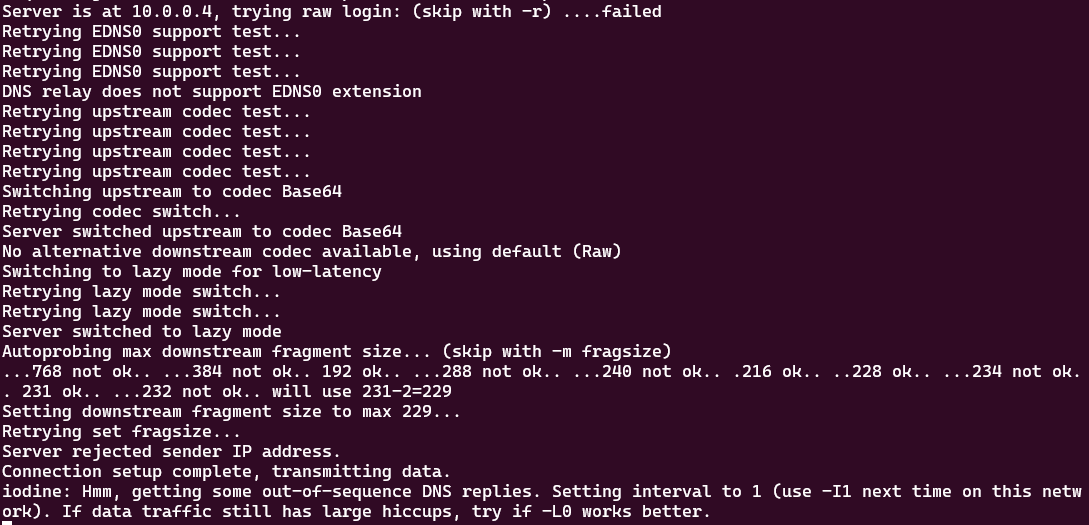 Server is at 10.0.0.4, trying raw login: (skip with -r) ....failed
Retrying EDNS0 support test...
Retrying EDNS0 support test...
Retrying EDNS0 support test...
DNS relay does not support EDNS0 extension
Retrying upstream codec test...
Retrying upstream codec test...
Retrying upstream codec test...
Retrying upstream codec test...
Switching upstream to codec Base64
Retrying codec switch...
Server switched upstream to codec Base64
No alternative downstream codec available, using default (Raw)
Switching to lazy mode for low-latency
Retrying lazy mode switch...
Retrying lazy mode switch...
Server switched to lazy mode
Autoprobing max downstream fragment size... (skip with -m fragsize)
...768 not ok.. ...384 not ok.. 192 ok.. ...288 not ok.. ...240 not ok.. .216 ok.. ..228 ok.. ...234 not ok.
. 231 ok.. ...232 not ok.. will use 231-2=229
Setting downstream fragment size to max 229...
Retrying set fragsize...
Server rejected sender IP address.
Connection setup complete, transmitting data.
iodine: Hmm, getting some out-of-sequence DNS replies. Setting interval to 1 (use -I1 next time on this netw
ork). If data traffic still has large hiccups, try if -L0 works better.